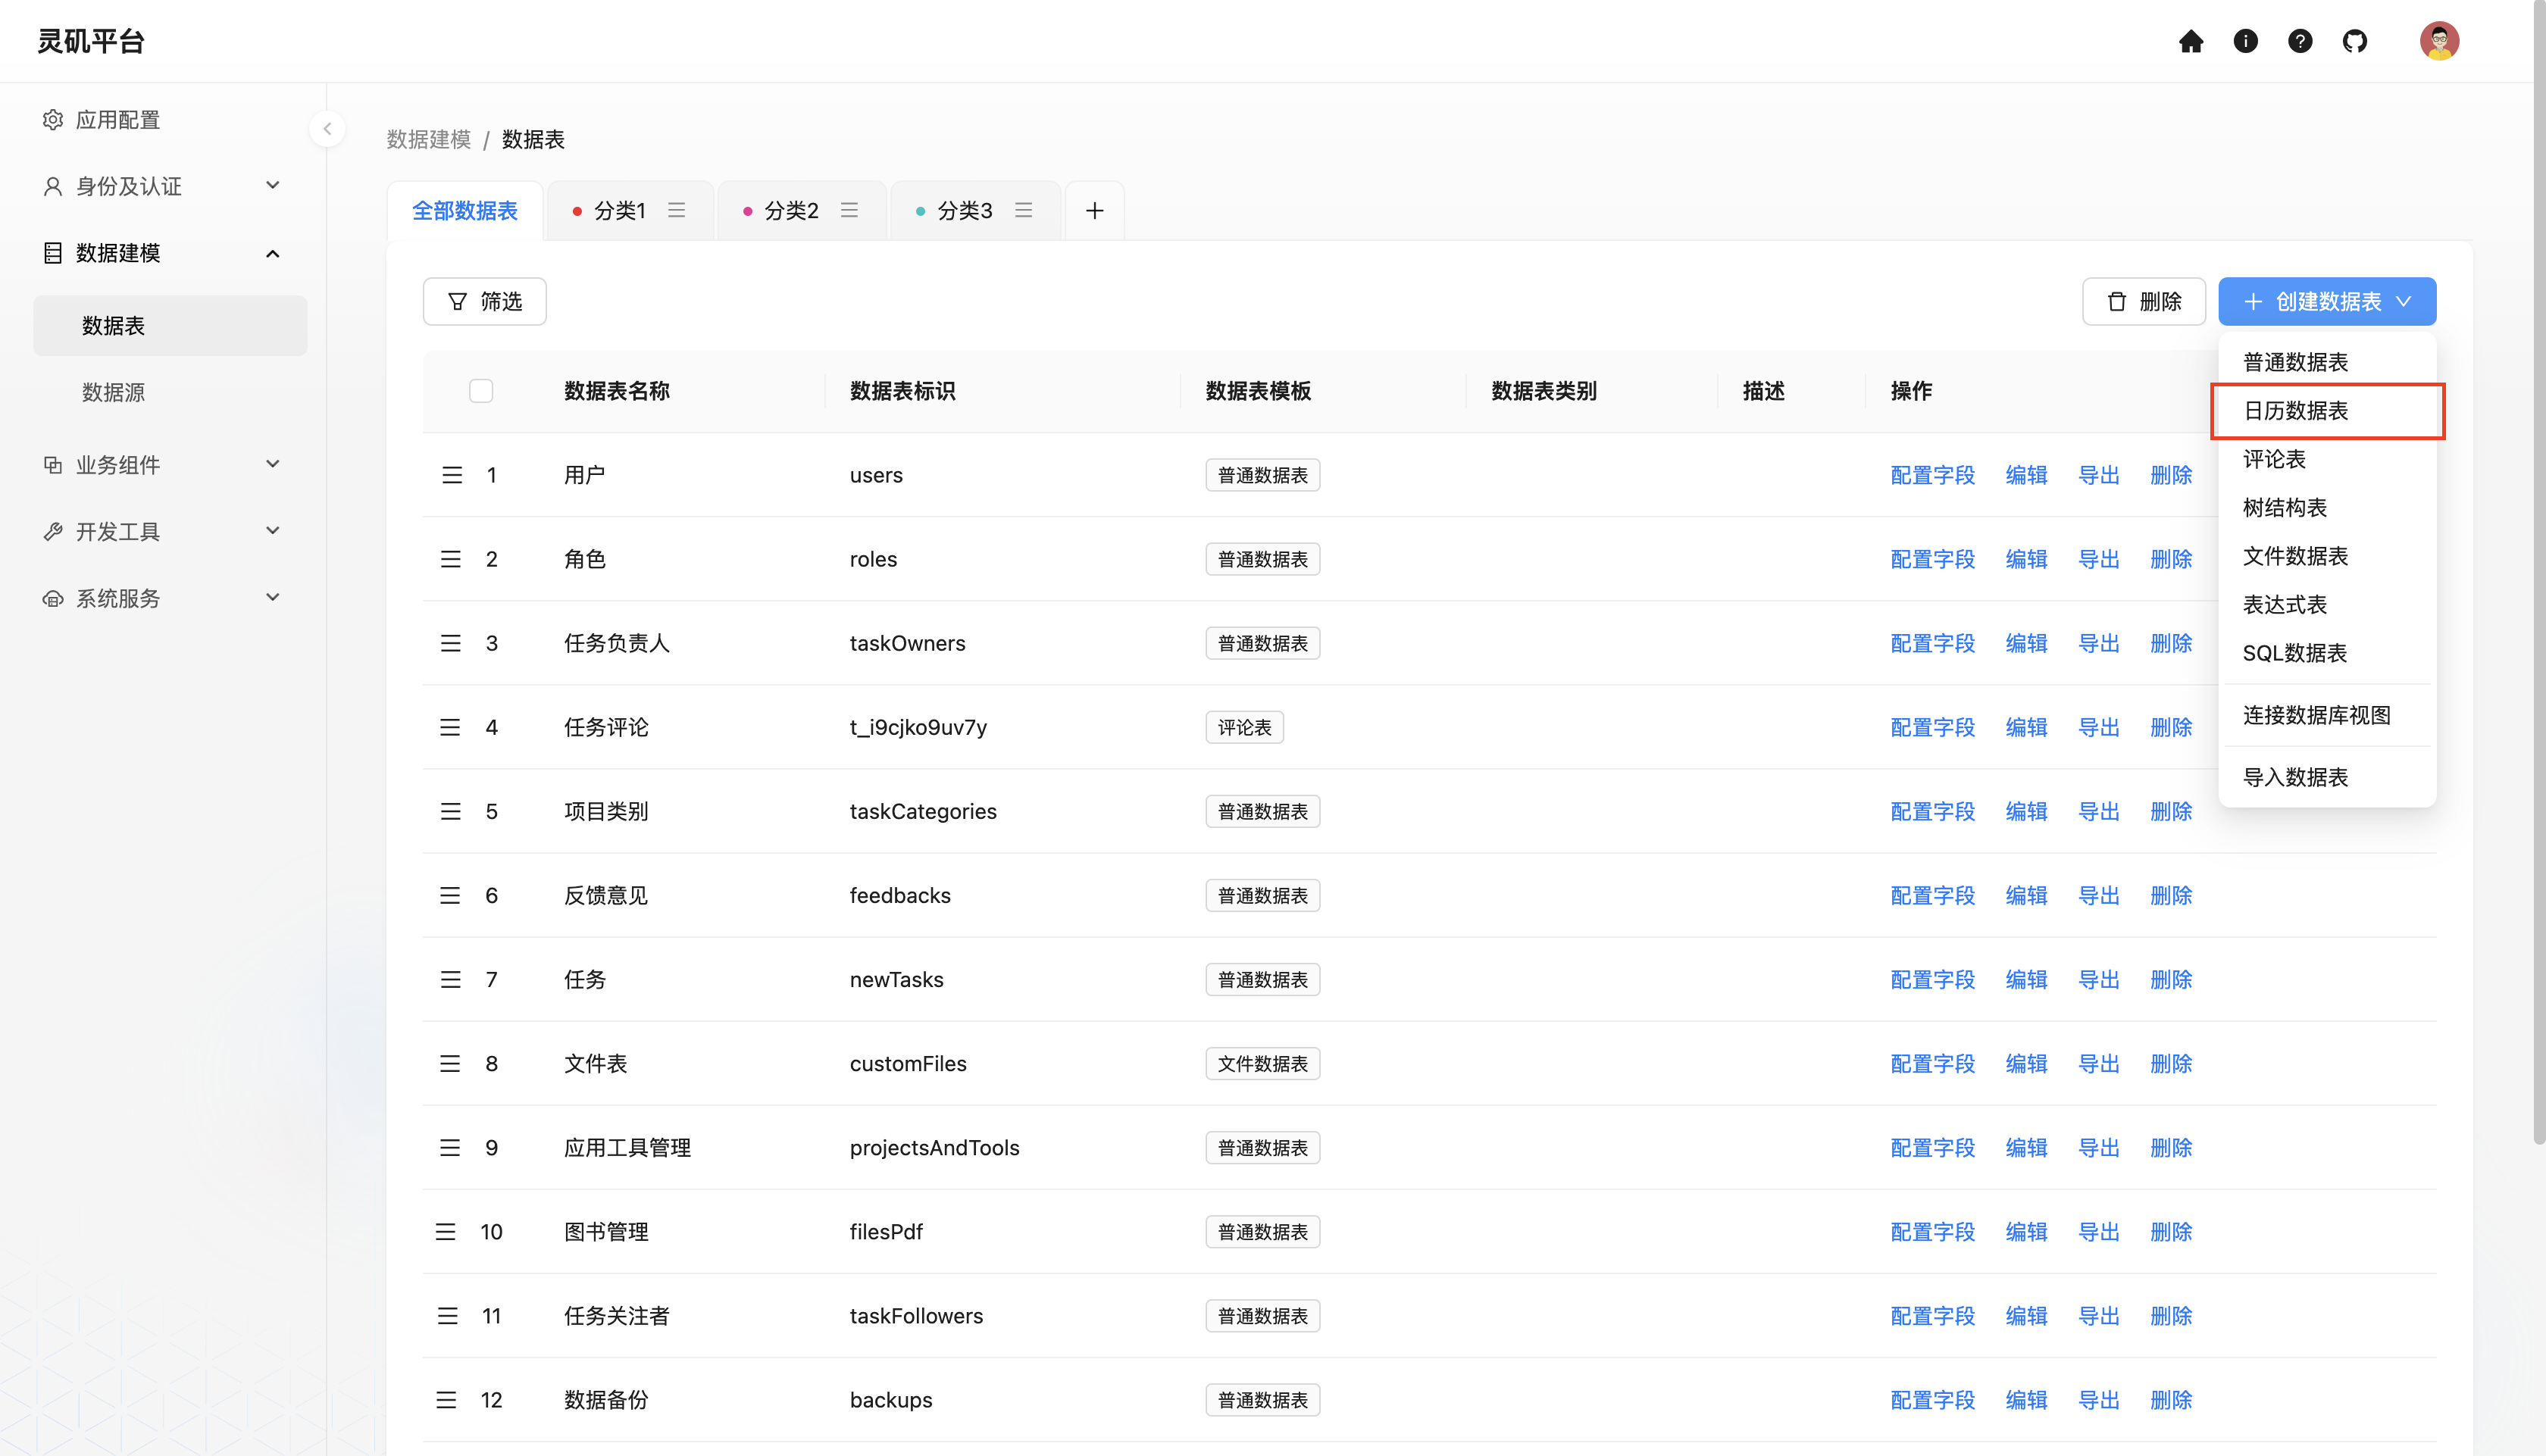 灵矶平台
应用配置
身份及认证
数据建模
数据表
数据源
业务组件
开发工具
系统服务
数据建模 / 数据表
全部数据表 分类1 分类2 分类3
筛选 删除 创建数据表
普通数据表
日历数据表
评论表
树结构表
文件数据表
表达式表
SQL数据表
连接数据库视图
导入数据表
数据表名称 数据表标识 数据表模板 数据表类别 描述 操作
1 用户 users 普通数据表 配置字段 编辑 导出 删除
2 角色 roles 普通数据表 配置字段 编辑 导出 删除
3 任务负责人 taskOwners 普通数据表 配置字段 编辑 导出 删除
4 任务评论 t_i9cjko9uv7y 评论表 配置字段 编辑 导出 删除
5 项目类别 taskCategories 普通数据表 配置字段 编辑 导出 删除
6 反馈意见 feedbacks 普通数据表 配置字段 编辑 导出 删除
7 任务 newTasks 普通数据表 配置字段 编辑 导出 删除
8 文件表 customFiles 文件数据表 配置字段 编辑 导出 删除
9 应用工具管理 projectsAndTools 普通数据表 配置字段 编辑 导出 删除
10 图书管理 filesPdf 普通数据表 配置字段 编辑 导出 删除
11 任务关注者 taskFollowers 普通数据表 配置字段 编辑 导出 删除
12 数据备份 backups 普通数据表 配置字段 编辑 导出 删除